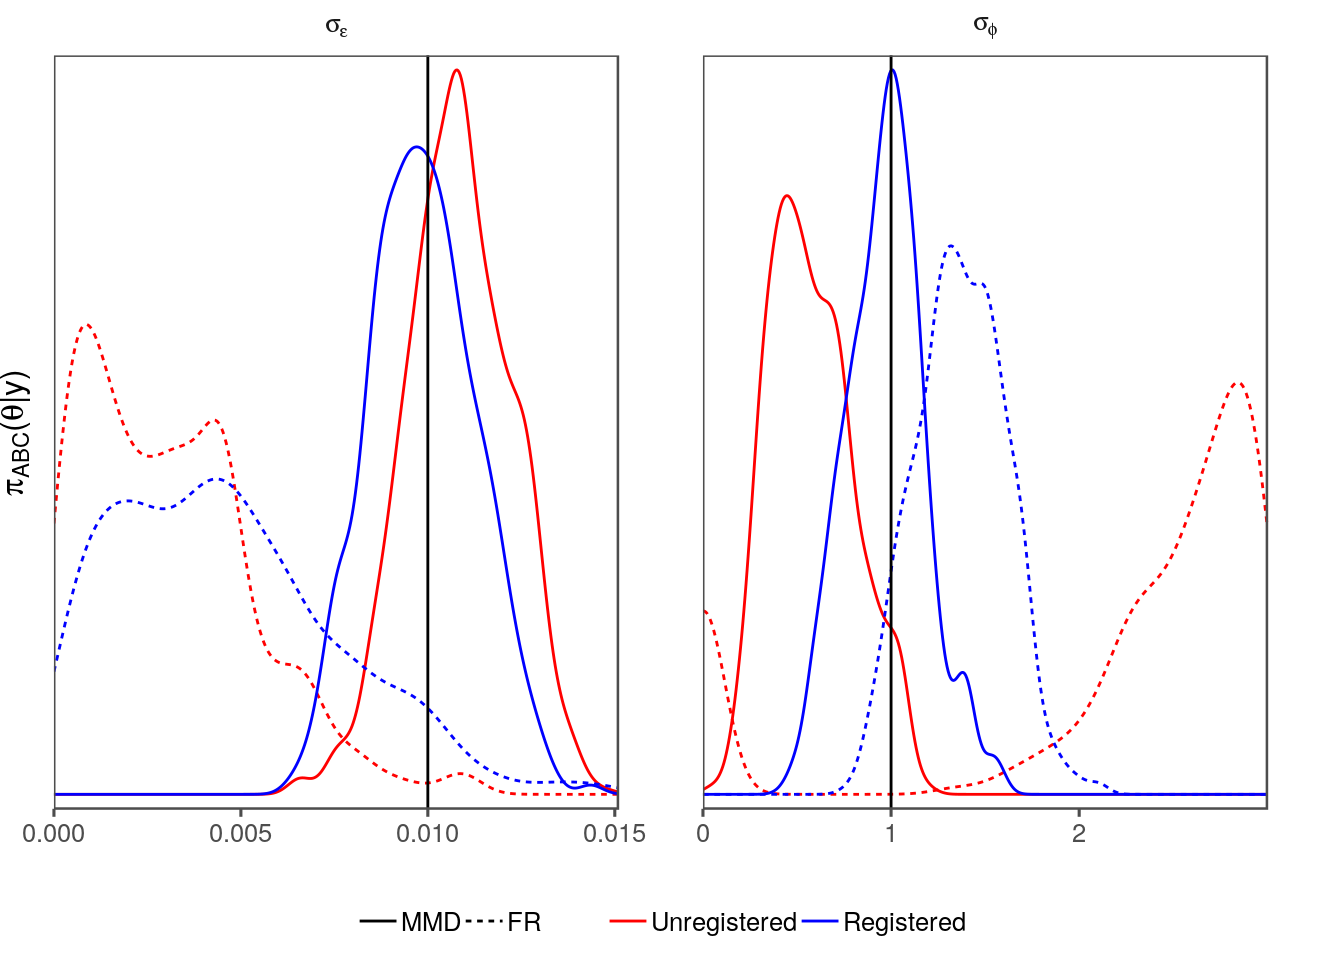 σε
σϕ
πABC(θ|y)
0.000 0.005 0.010 0.015
0 1 2
MMD FR Unregistered Registered